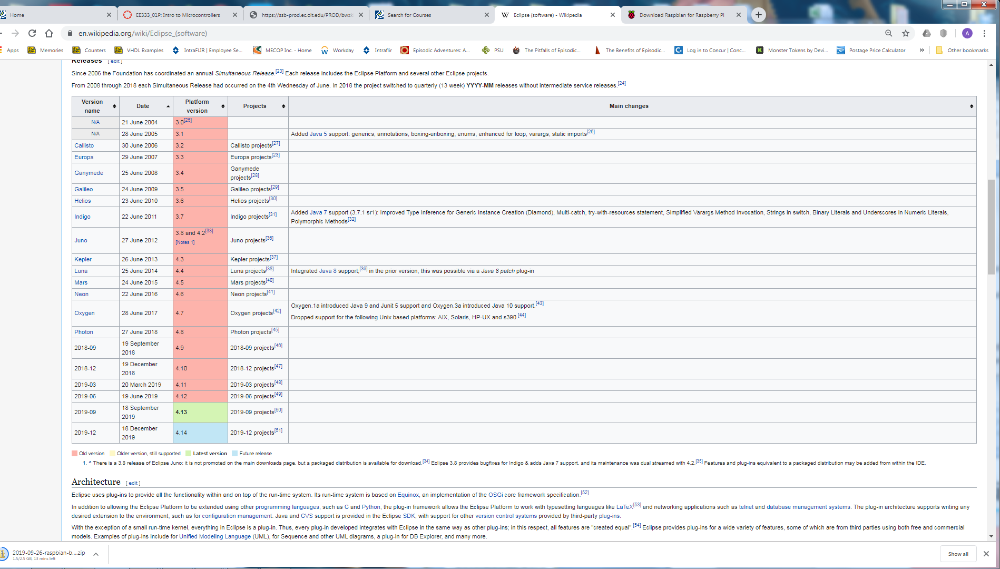 Home
EE333_01P: Intro to Microcontrollers
https://ssb-prod.ec.oit.edu/PROD/bwzk
Search for Courses
Eclipse (software) - Wikipedia
Download Raspbian for Raspberry Pi
en.wikipedia.org/wiki/Eclipse_(software)
A
Apps
Memories
Counters
VHDL Examples
IntraFLIR | Employee Se...
MECOP Inc. - Home
Workday
Intraflir
Episodic Adventures: A...
PSU
The Pitfalls of Episodic...
The Benefits of Episodic...
Log in to Concur | Conc...
Monster Tokens by Devi...
Postage Price Calculator
»
Other bookmarks
Releases [ edit ]
Since 2006 the Foundation has coordinated an annual Simultaneous Release.[23] Each release includes the Eclipse Platform and several other Eclipse projects.
From 2008 through 2018 each Simultaneous Release had occurred on the 4th Wednesday of June. In 2018 the project switched to quarterly (13 week) YYYY-MM releases without intermediate service releases.[24]
Version name Date Platform version Projects Main changes
N/A 21 June 2004 3.0[25]
N/A 28 June 2005 3.1 Added Java 5 support: generics, annotations, boxing-unboxing, enums, enhanced for loop, varargs, static imports[26]
Callisto 30 June 2006 3.2 Callisto projects[27]
Europa 29 June 2007 3.3 Europa projects[23]
Ganymede 25 June 2008 3.4 Ganymede projects[28]
Galileo 24 June 2009 3.5 Galileo projects[29]
Helios 23 June 2010 3.6 Helios projects[30]
Indigo 22 June 2011 3.7 Indigo projects[31] Added Java 7 support (3.7.1 sr1): Improved Type Inference for Generic Instance Creation (Diamond), Multi-catch, try-with-resources statement, Simplified Varargs Method Invocation, Strings in switch, Binary Literals and Underscores in Numeric Literals,
Polymorphic Methods[32]
Juno 27 June 2012 3.8 and 4.2[33] [Notes 1] Juno projects[36]
Kepler 26 June 2013 4.3 Kepler projects[37]
Luna 25 June 2014 4.4 Luna projects[38] Integrated Java 8 support;[39] in the prior version, this was possible via a Java 8 patch plug-in
Mars 24 June 2015 4.5 Mars projects[40]
Neon 22 June 2016 4.6 Neon projects[41]
Oxygen 28 June 2017 4.7 Oxygen projects[42] Oxygen.1a introduced Java 9 and Junit 5 support and Oxygen.3a introduced Java 10 support.[43]
Dropped support for the following Unix based platforms: AIX, Solaris, HP-UX and s390.[44]
Photon 27 June 2018 4.8 Photon projects[45]
2018-09 19 September 2018 4.9 2018-09 projects[46]
2018-12 19 December 2018 4.10 2018-12 projects[47]
2019-03 20 March 2019 4.11 2019-03 projects[48]
2019-06 19 June 2019 4.12 2019-06 projects[49]
2019-09 18 September 2019 4.13 2019-09 projects[50]
2019-12 18 December 2019 4.14 2019-12 projects[51]
Old version Older version, still supported Latest version Future release
1. ^ There is a 3.8 release of Eclipse Juno; it is not promoted on the main downloads page, but a packaged distribution is available for download.[34] Eclipse 3.8 provides bugfixes for Indigo & adds Java 7 support, and its maintenance was dual streamed with 4.2.[35] Features and plug-ins equivalent to a packaged distribution may be added from within the IDE.
Architecture [ edit ]
Eclipse uses plug-ins to provide all the functionality within and on top of the run-time system. Its run-time system is based on Equinox, an implementation of the OSGi core framework specification.[52]
In addition to allowing the Eclipse Platform to be extended using other programming languages, such as C and Python, the plug-in framework allows the Eclipse Platform to work with typesetting languages like LaTeX[53] and networking applications such as telnet and database management systems. The plug-in architecture supports writing any
desired extension to the environment, such as for configuration management. Java and CVS support is provided in the Eclipse SDK, with support for other version control systems provided by third-party plug-ins.
With the exception of a small run-time kernel, everything in Eclipse is a plug-in. Thus, every plug-in developed integrates with Eclipse in the same way as other plug-ins; in this respect, all features are "created equal".[54] Eclipse provides plug-ins for a wide variety of features, some of which are from third parties using both free and commercial
models. Examples of plug-ins include for Unified Modeling Language (UML), for Sequence and other UML diagrams, a plug-in for DB Explorer, and many more.
2019-09-26-raspbian-b....zip
1.5/2.5 GB, 13 mins left
Show all